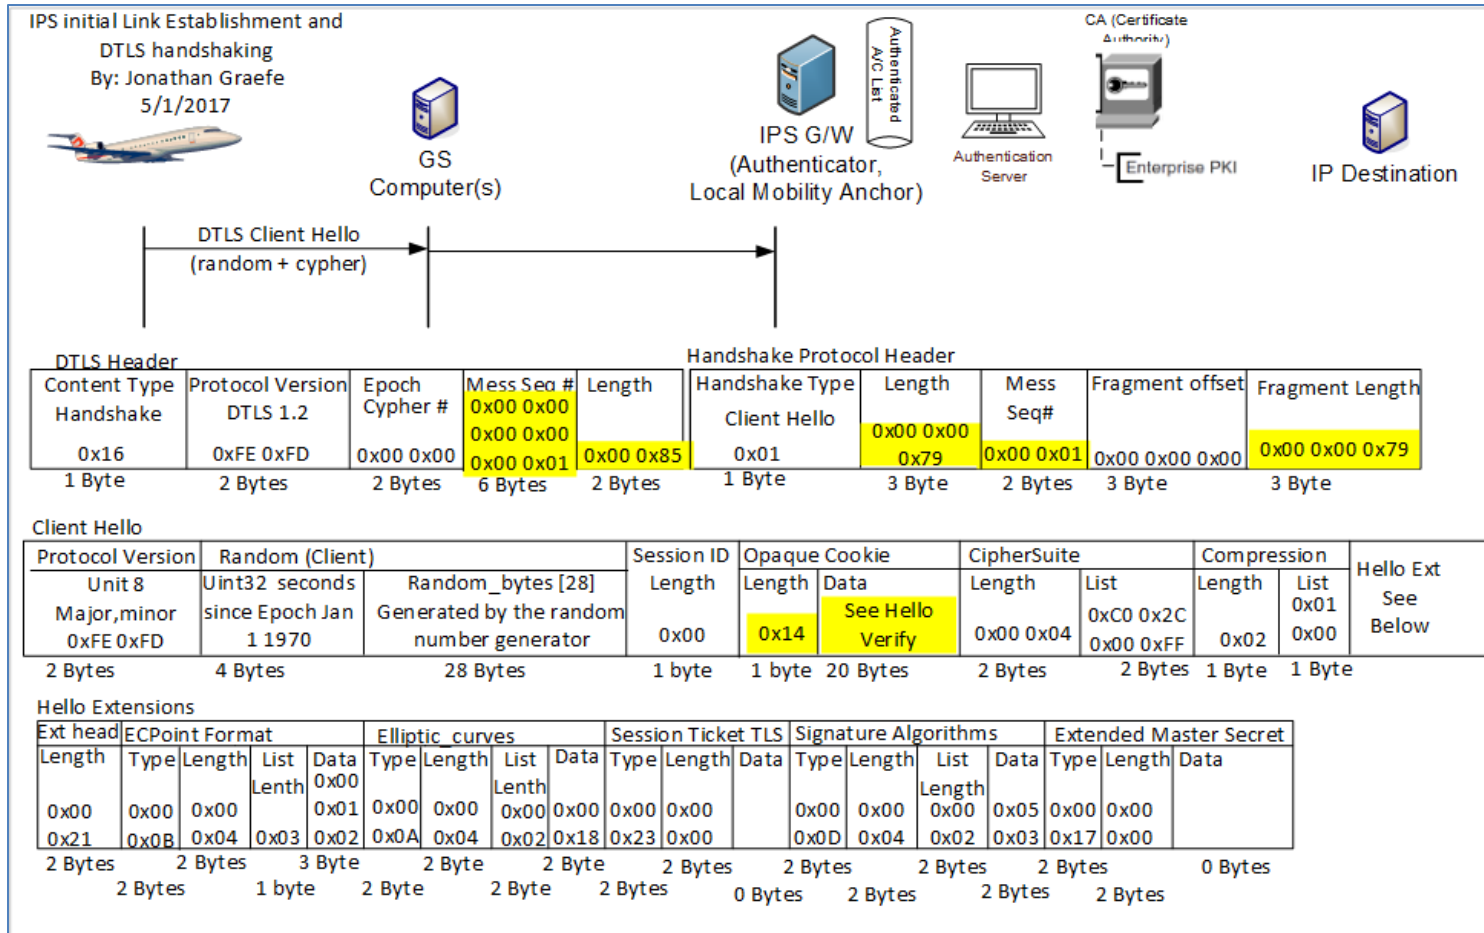 IPS initial Link Establishment and
DTLS handshaking
By: Jonathan Graefe
5/1/2017
GS
Computer(s)
IPS G/W
(Authenticator,
Local Mobility Anchor)
Authenticated
A/C List
Authentication
Server
CA (Certificate
Authority)
Enterprise PKI
IP Destination
DTLS Client Hello
(random + cypher)
DTLS Header
Content Type
Handshake
0x16
1 Byte
Protocol Version
DTLS 1.2
0xFE 0xFD
2 Bytes
Epoch
Cypher #
0x00 0x00
2 Bytes
Mess Seq #
0x00 0x00
0x00 0x00
0x00 0x01
6 Bytes
Length
0x00 0x85
2 Bytes
Handshake Protocol Header
Handshake Type
Client Hello
0x01
1 Byte
Length
0x00 0x00
0x79
3 Byte
Mess
Seq#
0x00 0x01
2 Bytes
Fragment offset
0x00 0x00 0x00
3 Byte
Fragment Length
0x00 0x00 0x79
3 Byte
Client Hello
Protocol Version
Unit 8
Major,minor
0xFE 0xFD
2 Bytes
Random (Client)
Uint32 seconds
since Epoch Jan
1 1970
4 Bytes
Random_bytes [28]
Generated by the random
number generator
28 Bytes
Session ID
Length
0x00
1 byte
Opaque Cookie
Length
0x14
1 byte
Data
See Hello
Verify
20 Bytes
CipherSuite
Length
0x00 0x04
2 Bytes
List
0xC0 0x2C
0x00 0xFF
2 Bytes
Compression
Length
0x02
1 Byte
List
0x01
0x00
1 Byte
Hello Ext
See
Below
Hello Extensions
Ext head
Length
0x00
0x21
2 Bytes
ECPoint Format
Type
0x00
0x0B
2 Bytes
Length
0x00
0x04
2 Bytes
List
Lenth
0x03
1 byte
Data
0x00
0x01
0x02
3 Byte
Elliptic_curves
Type
0x00
0x0A
2 Byte
Length
0x00
0x04
2 Byte
List
Lenth
0x00
0x02
2 Byte
Data
0x00
0x18
2 Byte
Session Ticket TLS
Type
0x00
0x23
2 Bytes
Length
0x00
0x00
2 Bytes
Data
0 Bytes
Signature Algorithms
Type
0x00
0x0D
2 Bytes
Length
0x00
0x04
2 Bytes
List
Length
0x00
0x02
2 Bytes
Data
0x05
0x03
2 Bytes
Extended Master Secret
Type
0x00
0x17
2 Bytes
Length
0x00
0x00
2 Bytes
Data
0 Bytes